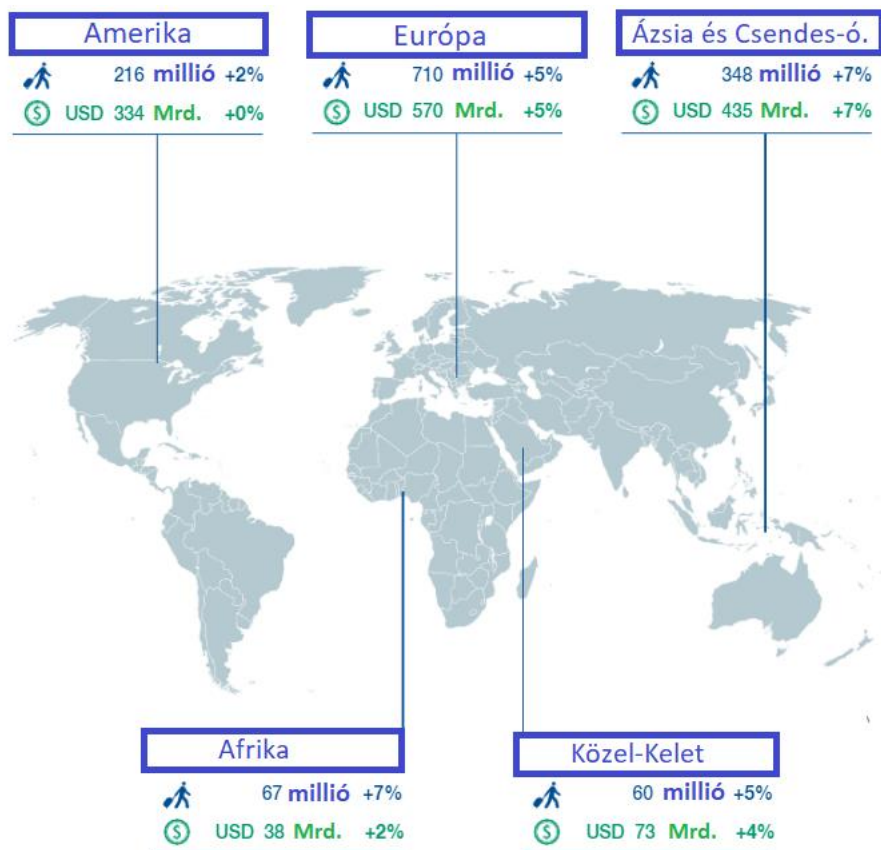 Amerika
216 millió +2%
$ USD 334 Mrd. +0%
Európa
710 millió +5%
$ USD 570 Mrd. +5%
Ázsia és Csendes-ó.
348 millió +7%
$ USD 435 Mrd. +7%
Afrika
67 millió +7%
$ USD 38 Mrd. +2%
Közel-Kelet
60 millió +5%
$ USD 73 Mrd. +4%